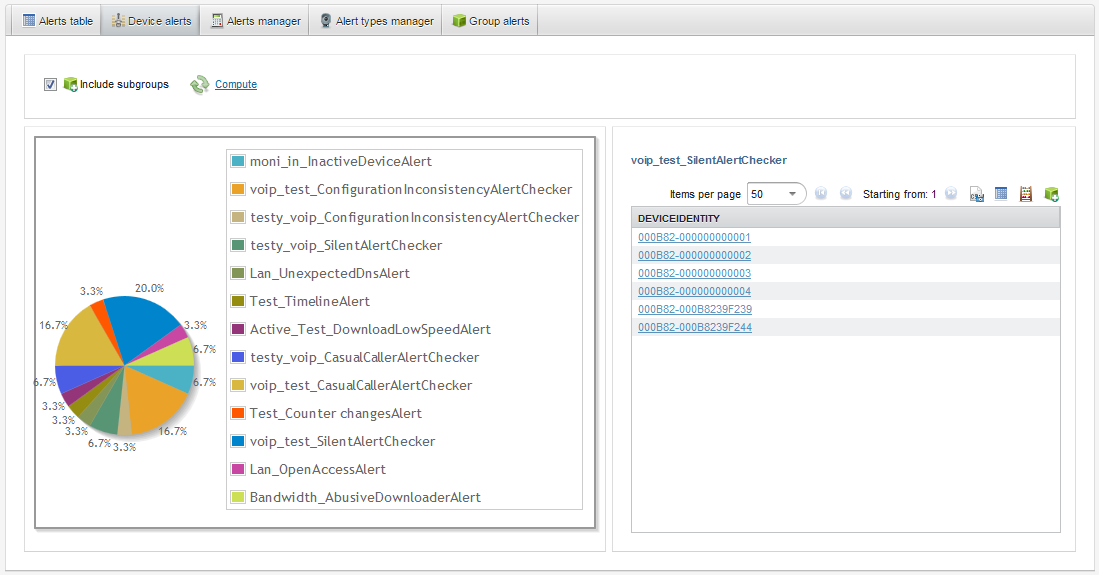 Alerts table
Device alerts
Alerts manager
Alert types manager
Group alerts
Include subgroups
Compute
20.0%
3.3%
3.3%
16.7%
6.7%
6.7%
6.7%
3.3%
3.3%
3.3%
6.7%
3.3%
16.7%
moni_in_InactiveDeviceAlert
voip_test_ConfigurationInconsistencyAlertChecker
testy_voip_ConfigurationInconsistencyAlertChecker
testy_voip_SilentAlertChecker
Lan_UnexpectedDnsAlert
Test_TimelineAlert
Active_Test_DownloadLowSpeedAlert
testy_voip_CasualCallerAlertChecker
voip_test_CasualCallerAlertChecker
Test_Counter changesAlert
voip_test_SilentAlertChecker
Lan_OpenAccessAlert
Bandwidth_AbusiveDownloaderAlert
voip_test_SilentAlertChecker
Items per page 50 Starting from: 1
DEVICEIDENTITY
000B82-000000000001
000B82-000000000002
000B82-000000000003
000B82-000000000004
000B82-000B8239F239
000B82-000B8239F244